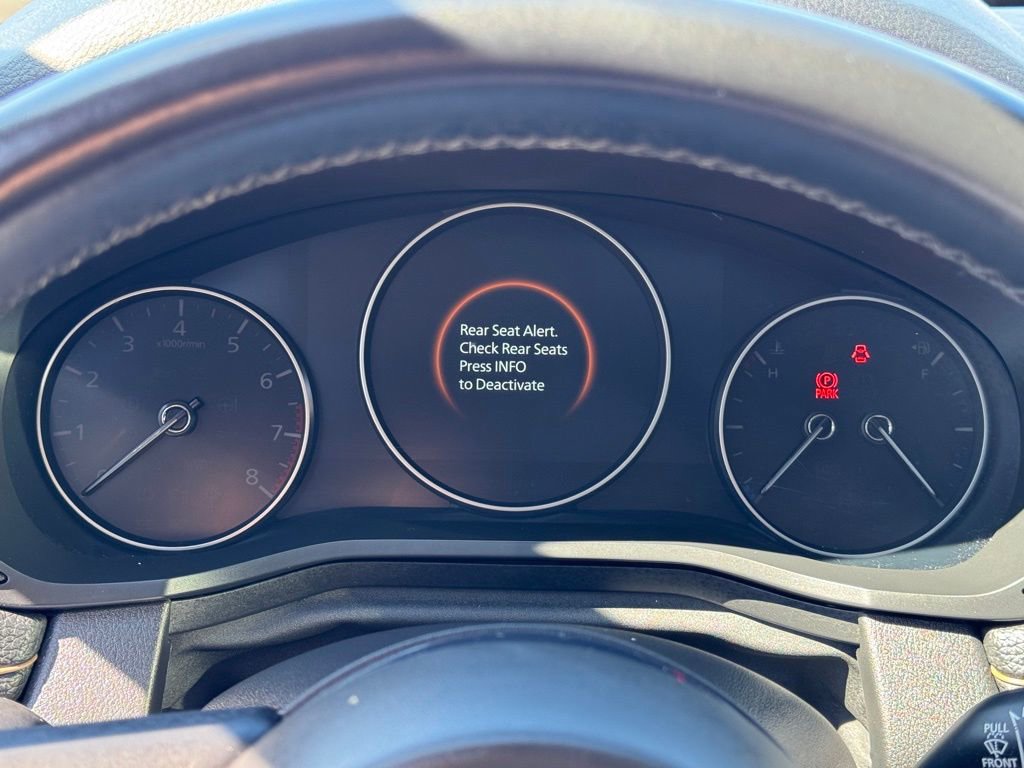 Rear Seat Alert.
Check Rear Seats
Press INFO
to Deactivate
4
3
5
x1000r/min
2
6
1
7
8
H
F
P
PARK
PULL
FRONT